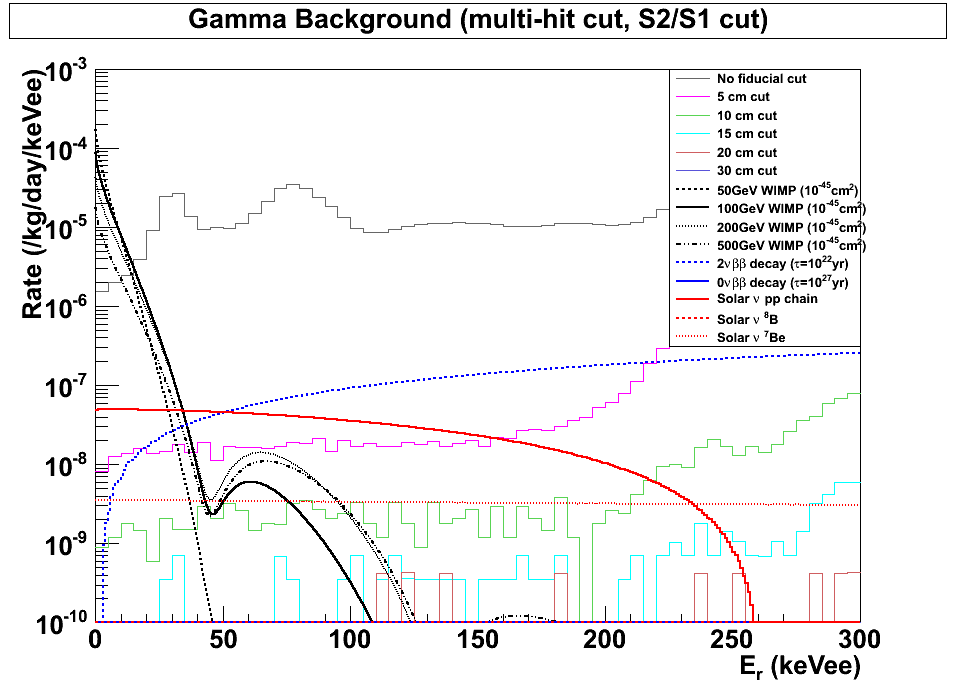 Gamma Background (multi-hit cut, S2/S1 cut)
Rate (/kg/day/keVee)
10⁻³
10⁻⁴
10⁻⁵
10⁻⁶
10⁻⁷
10⁻⁸
10⁻⁹
10⁻¹⁰
No fiducial cut
5 cm cut
10 cm cut
15 cm cut
20 cm cut
30 cm cut
50GeV WIMP (10⁻⁴⁵cm²)
100GeV WIMP (10⁻⁴⁵cm²)
200GeV WIMP (10⁻⁴⁵cm²)
500GeV WIMP (10⁻⁴⁵cm²)
2νββ decay (τ=10²²yr)
0νββ decay (τ=10²⁷yr)
Solar ν pp chain
Solar ν ⁸B
Solar ν ⁷Be
0 50 100 150 200 250 300
Eᵣ (keVee)